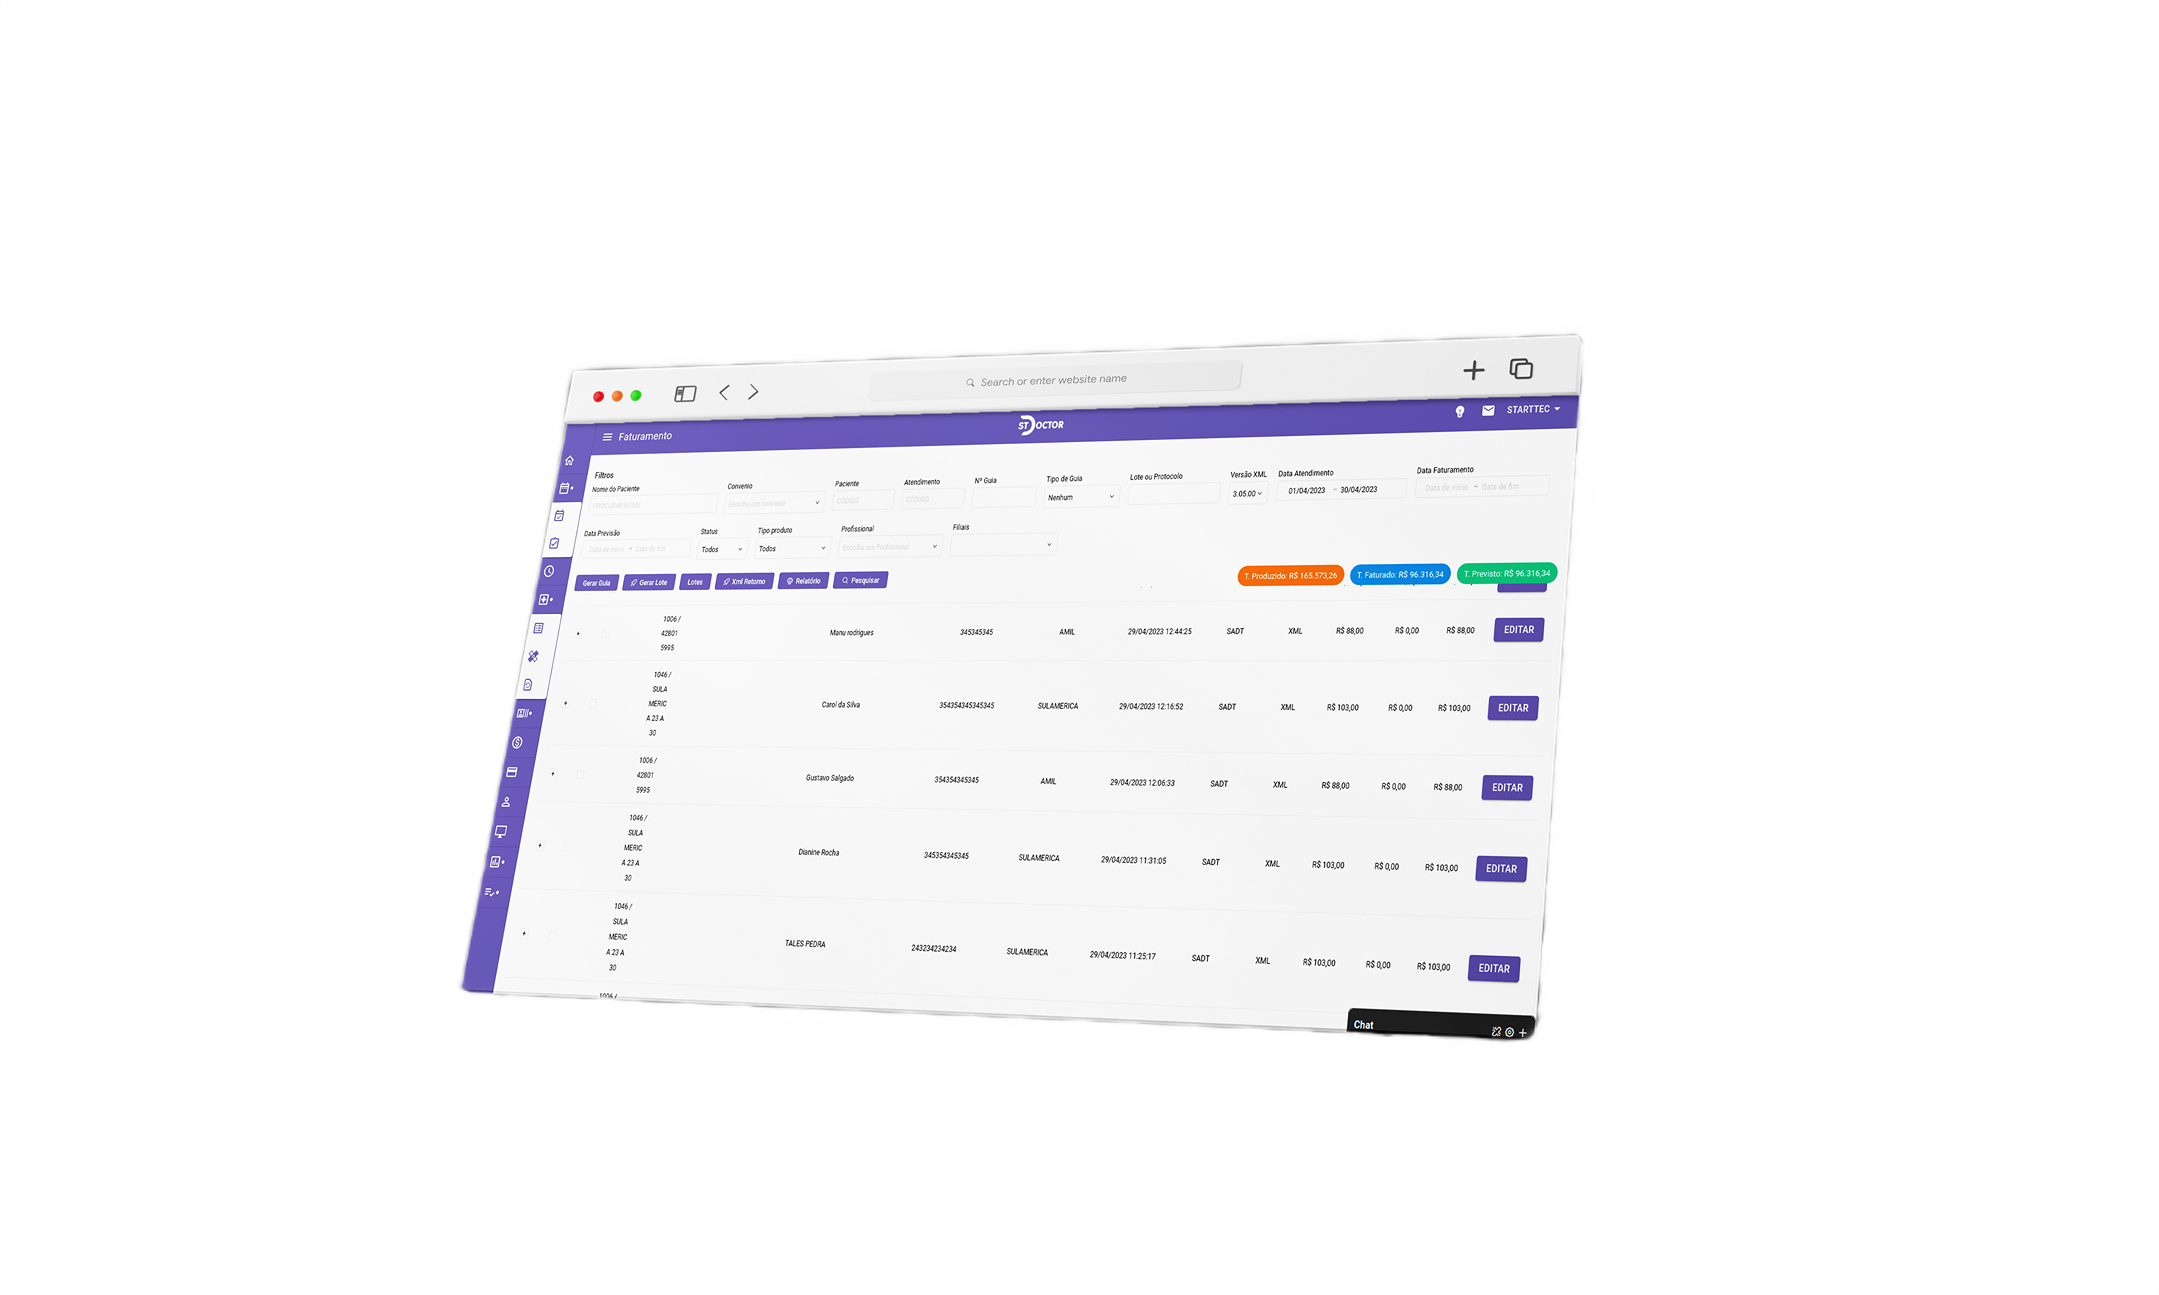 Search or enter website name
Faturamento
STDOCTOR
STARTTEC
Filtros
Nome do Paciente
Convenio
Paciente
Atendimento
Nº Guia
Tipo de Guia
Lote ou Protocolo
Versão XML
Data Atendimento
Data Faturamento
PROCURAR NOME
Escolha um convenio
CÓDIGO
CÓDIGO
Nenhum
3.05.00
01/04/2023 ~ 30/04/2023
Data de início ~ Data de fim
Data Previsão
Status
Tipo produto
Profissional
Filiais
Data de início ~ Data de fim
Todos
Todos
Escolha um Profissional
Gerar Guia
Gerar Lote
Lotes
Xml Retorno
Relatório
Pesquisar
T. Produzido: R$ 165.573,26
T. Faturado: R$ 96.316,34
T. Previsto: R$ 96.316,34
1006 /
42801
5995
Manu rodrigues
345345345
AMIL
29/04/2023 12:44:25
SADT
XML
R$ 88,00
R$ 0,00
R$ 88,00
EDITAR
1046 /
SULA
MERIC
A 23 A
30
Carol da Silva
354354345345345
SULAMERICA
29/04/2023 12:16:52
SADT
XML
R$ 103,00
R$ 0,00
R$ 103,00
EDITAR
1006 /
42801
5995
Gustavo Salgado
354354345345
AMIL
29/04/2023 12:06:33
SADT
XML
R$ 88,00
R$ 0,00
R$ 88,00
EDITAR
1046 /
SULA
MERIC
A 23 A
30
Dianine Rocha
345354345345
SULAMERICA
29/04/2023 11:31:05
SADT
XML
R$ 103,00
R$ 0,00
R$ 103,00
EDITAR
1046 /
SULA
MERIC
A 23 A
30
TALES PEDRA
243234234234
SULAMERICA
29/04/2023 11:25:17
SADT
XML
R$ 103,00
R$ 0,00
R$ 103,00
EDITAR
1006 /
Chat